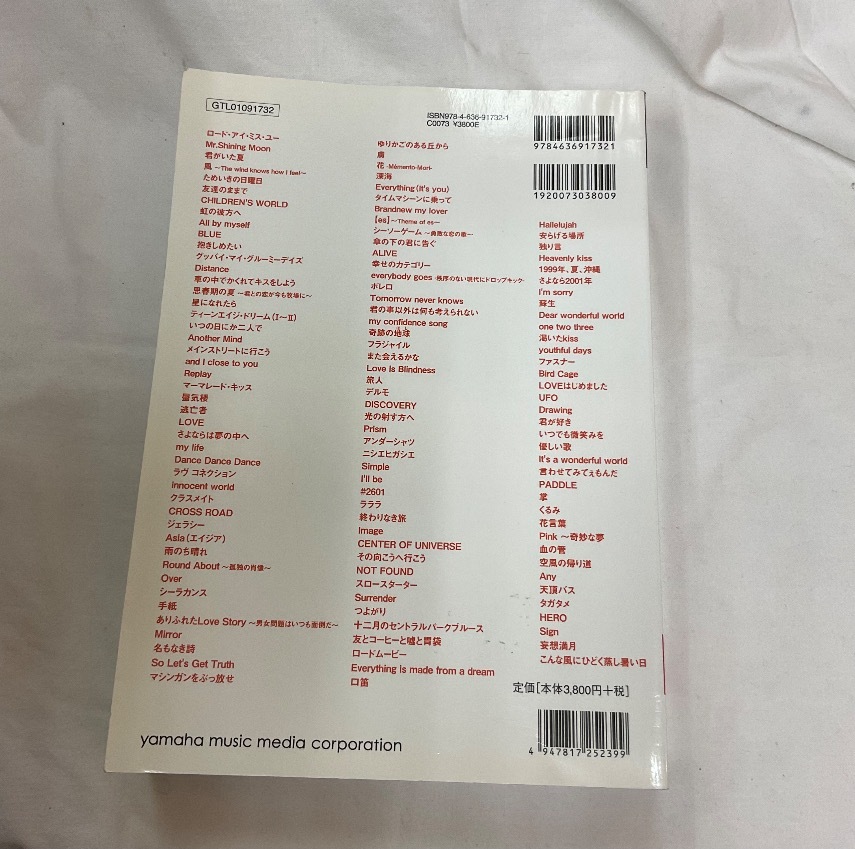 GTL01091732
ISBN978-4-636-91732-1
C0073 ¥3800E
9784636917321
1920073038009
ロード・アイ・ミス・ユー
Mr.Shining Moon
君がいた夏
風 ～The wind knows how I feel～
ためいきの日曜日
友達のままで
CHILDREN'S WORLD
虹の彼方へ
All by myself
BLUE
抱きしめたい
グッバイ・マイ・グルーミーデイズ
Distance
車の中でかくれてキスをしよう
思春期の夏 ～君との恋が今も牧場に～
星になれたら
ティーンエイジ・ドリーム（I～II）
いつの日にか二人で
Another Mind
メインストリートに行こう
and I close to you
Replay
マーマレード・キッス
蜃気楼
逃亡者
LOVE
さよならは夢の中へ
my life
Dance Dance Dance
ラヴ コネクション
innocent world
クラスメイト
CROSS ROAD
ジェラシー
Asia（エイジア）
雨のち晴れ
Round About ～孤独の肖像～
Over
シーラカンス
手紙
ありふれたLove Story ～男女問題はいつも面倒だ～
Mirror
名もなき詩
So Let's Get Truth
マシンガンをぶっ放せ
ゆりかごのある丘から
臨
花 -Mémento-Mori-
深海
Everything（It's you）
タイムマシーンに乗って
Brandnew my lover
【es】～Theme of es～
シーソーゲーム ～勇敢な恋の歌～
傘の下の君に告ぐ
ALIVE
幸せのカテゴリー
everybody goes -秩序のない現代にドロップキック-
ボレロ
Tomorrow never knows
君の事以外は何も考えられない
my confidence song
奇跡の地球
フラジャイル
また会えるかな
Love Is Blindness
旅人
デルモ
DISCOVERY
光の射す方へ
Prism
アンダーシャツ
ニシエヒガシエ
Simple
I'll be
#2601
ラララ
終わりなき旅
Image
CENTER OF UNIVERSE
その向こうへ行こう
NOT FOUND
スロースターター
Surrender
つよがり
十二月のセントラルパークブルース
友とコーヒーと嘘と胃袋
ロードムービー
Everything is made from a dream
口笛
Hallelujah
安らげる場所
独り言
Heavenly kiss
1999年、夏、沖縄
さよなら2001年
I'm sorry
蘇生
Dear wonderful world
one two three
渇いたkiss
youthful days
ファスナー
Bird Cage
LOVEはじめました
UFO
Drawing
君が好き
いつでも微笑みを
優しい歌
It's a wonderful world
言わせてみてぇもんだ
PADDLE
掌
くるみ
花言葉
Pink ～奇妙な夢
血の管
空風の帰り道
Any
天頂バス
タガタメ
HERO
Sign
妄想満月
こんな風にひどく蒸し暑い日
定価［本体3,800円＋税］
yamaha music media corporation
4 947817 252399